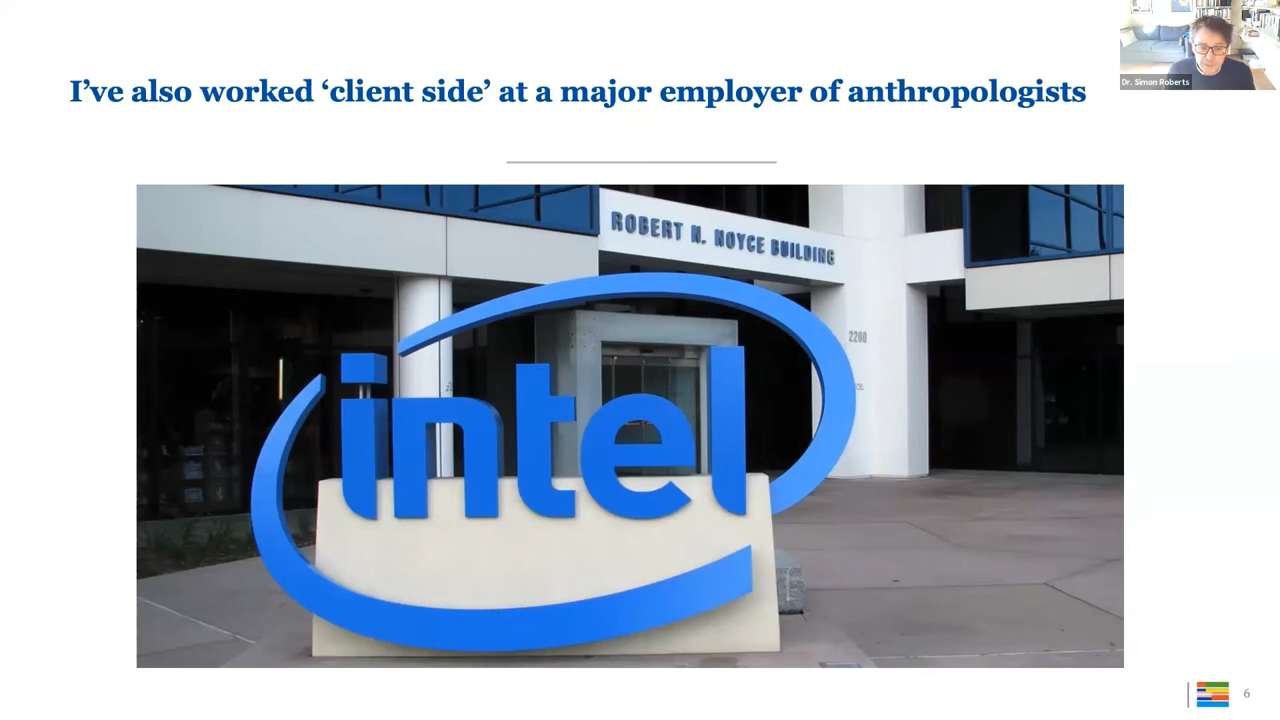 Dr. Simon Roberts
I’ve also worked ‘client side’ at a major employer of anthropologists
ROBERT N. NOYCE BUILDING
2200
intel
6